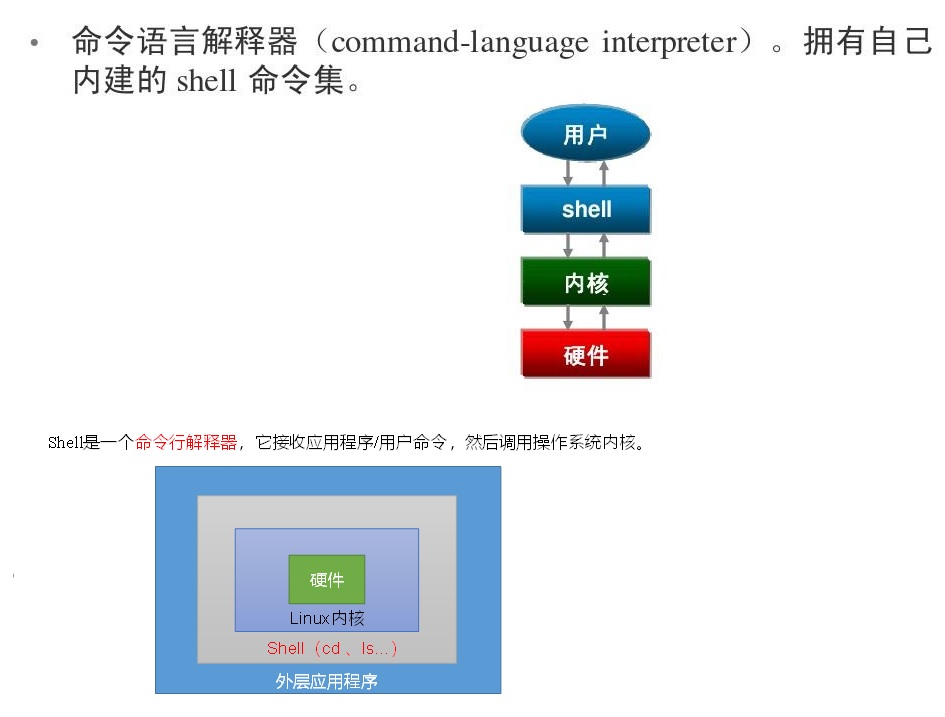 • 命令语言解释器（command-language interpreter）。拥有自己
内建的 shell 命令集。
用户
shell
内核
硬件
Shell是一个命令行解释器，它接收应用程序/用户命令，然后调用操作系统内核。
硬件
Linux内核
Shell（cd 、ls...）
外层应用程序